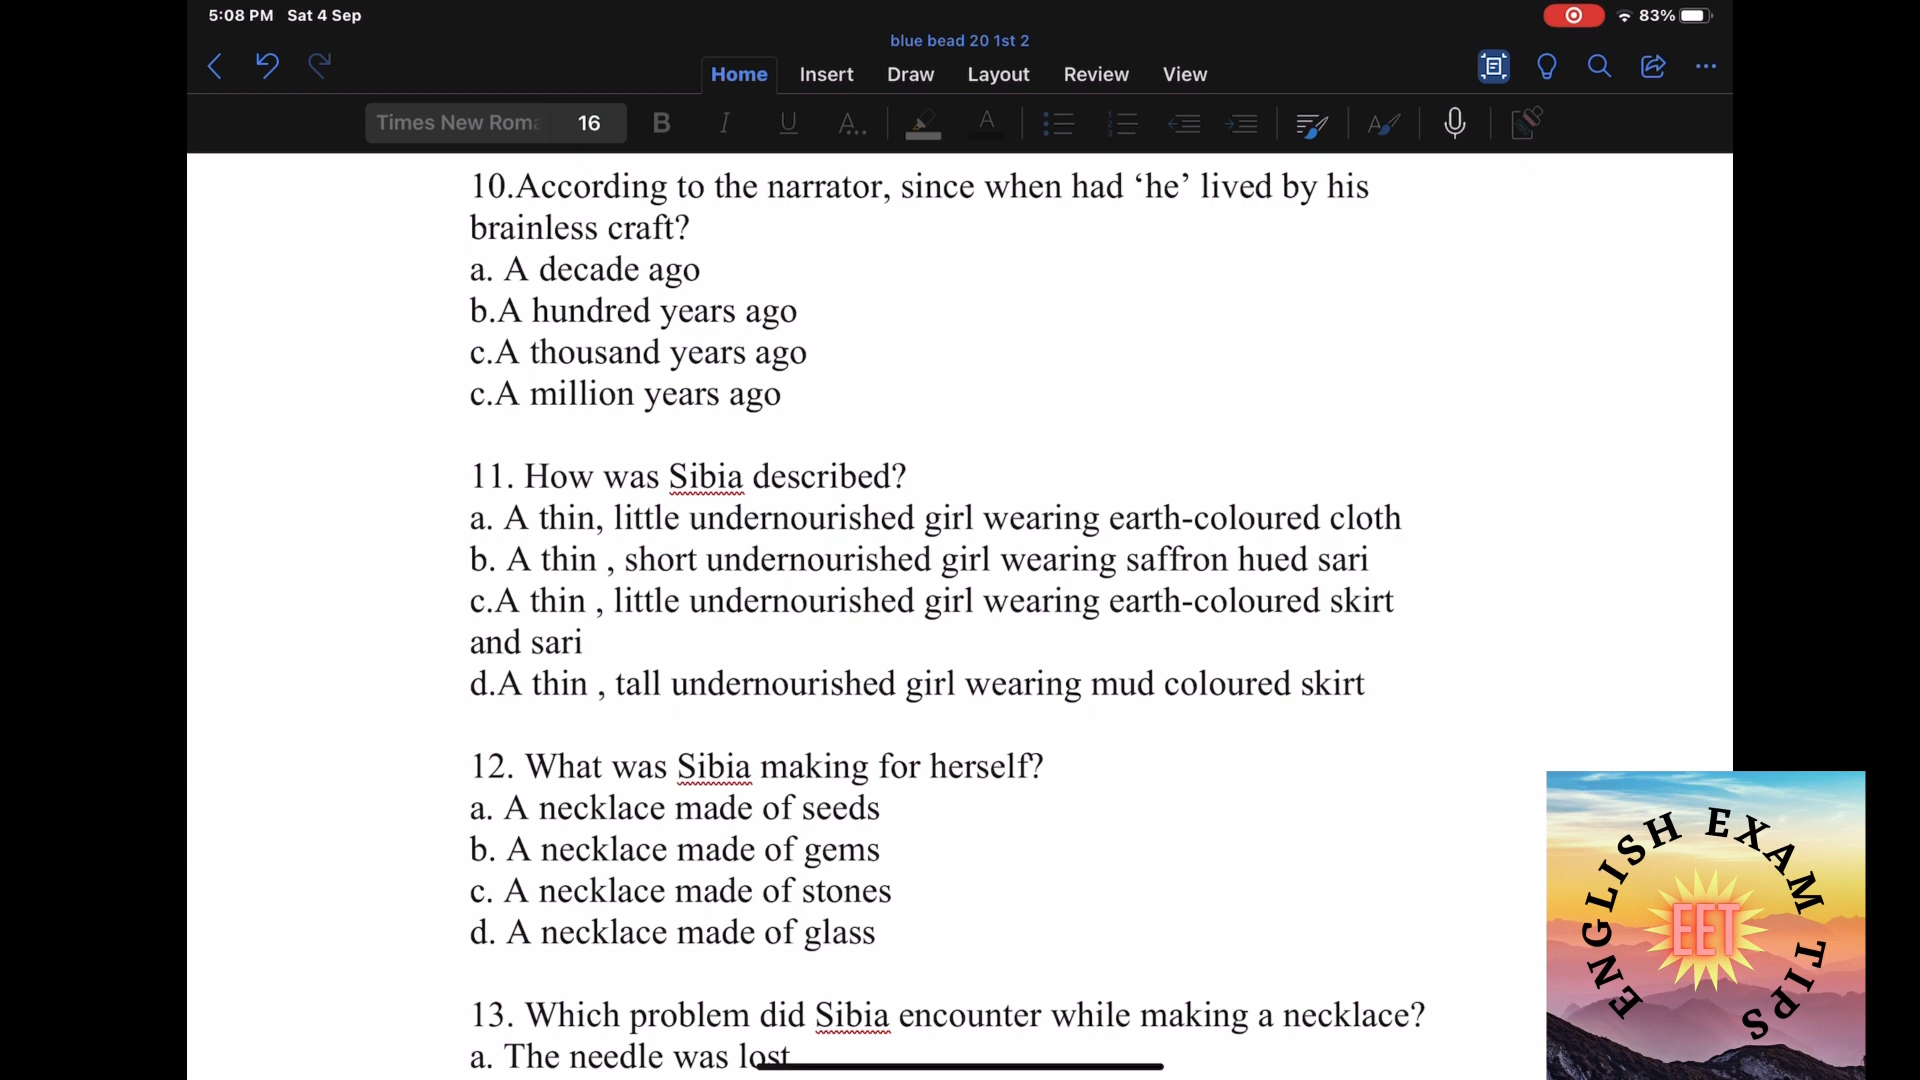 5:08 PM Sat 4 Sep
83%
blue bead 20 1st 2
Home Insert Draw Layout Review View
Times New Roma 16 B I U A..
10.According to the narrator, since when had ‘he’ lived by his
brainless craft?
a. A decade ago
b.A hundred years ago
c.A thousand years ago
c.A million years ago
11. How was Sibia described?
a. A thin, little undernourished girl wearing earth-coloured cloth
b. A thin , short undernourished girl wearing saffron hued sari
c.A thin , little undernourished girl wearing earth-coloured skirt
and sari
d.A thin , tall undernourished girl wearing mud coloured skirt
12. What was Sibia making for herself?
a. A necklace made of seeds
b. A necklace made of gems
c. A necklace made of stones
d. A necklace made of glass
13. Which problem did Sibia encounter while making a necklace?
a. The needle was lost
ENGLISH EXAM TIPS
EET